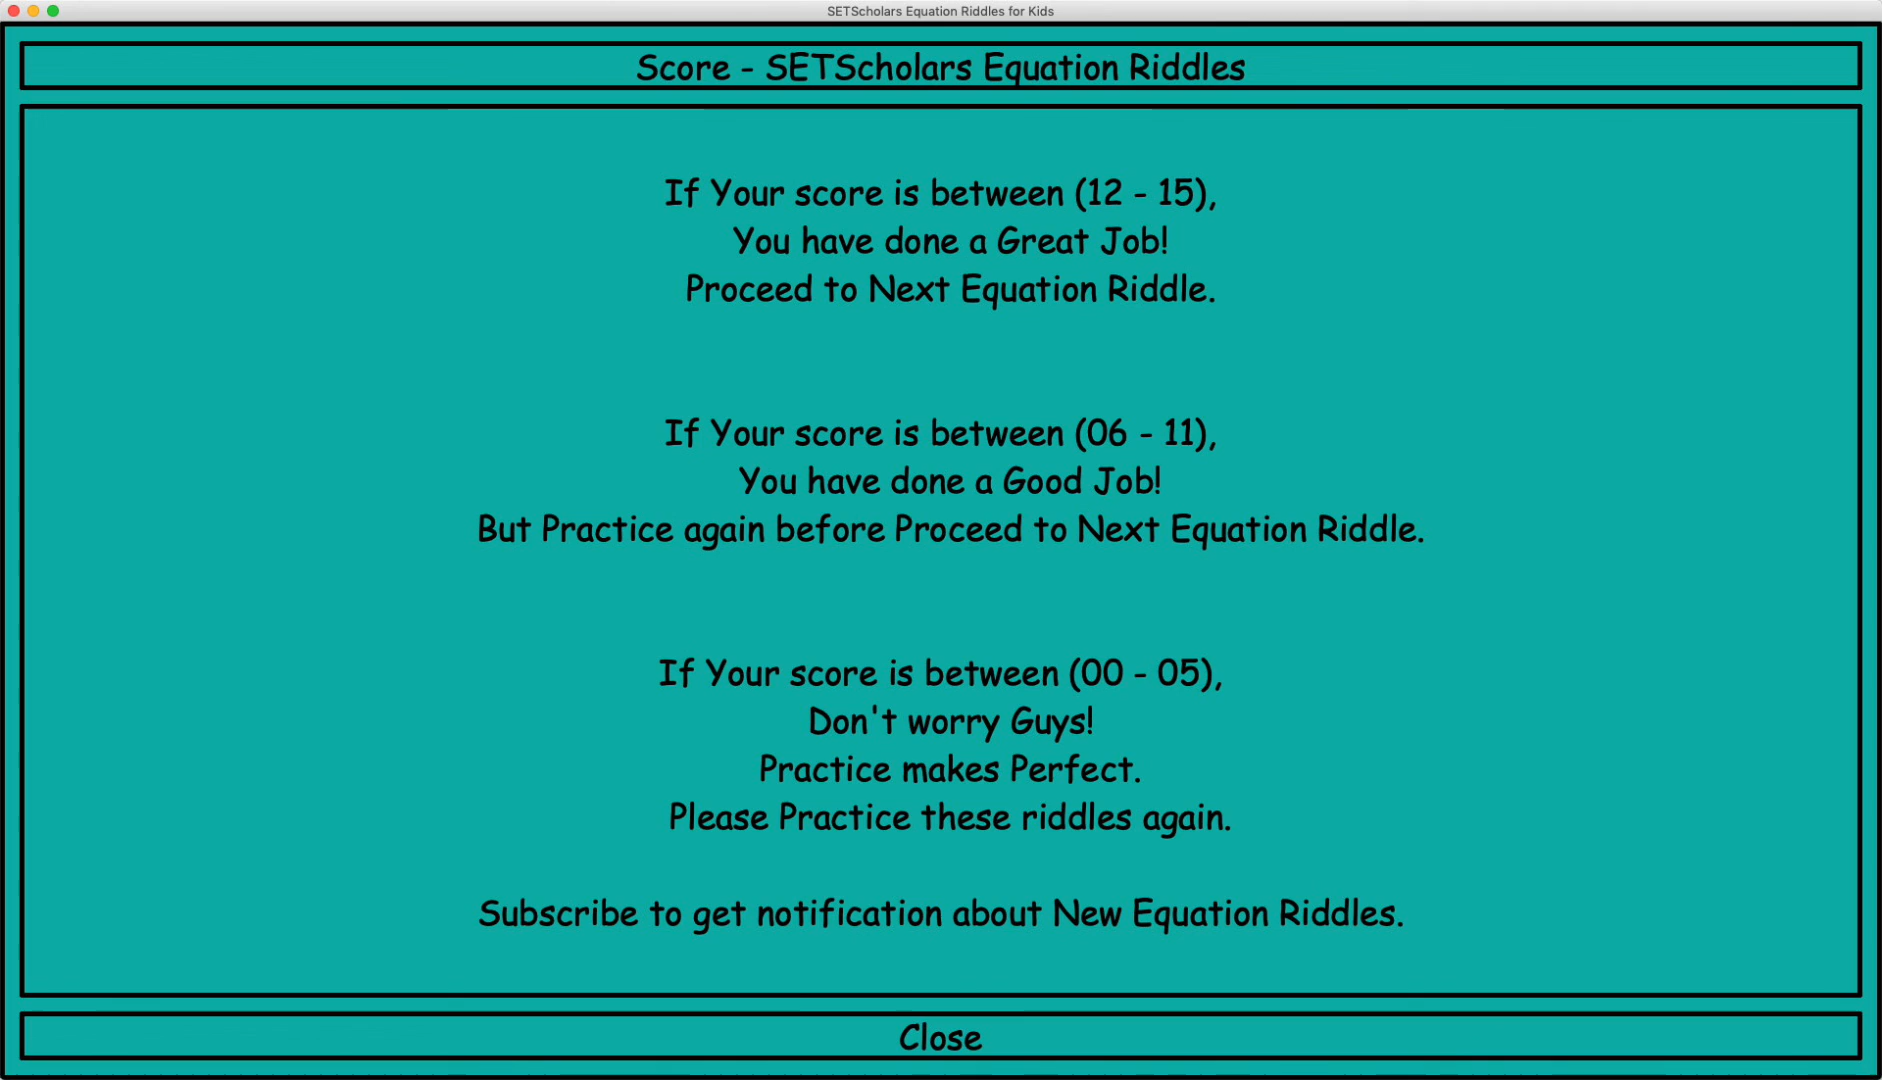 SETScholars Equation Riddles for Kids
Score - SETScholars Equation Riddles
If Your score is between (12 - 15),
You have done a Great Job!
Proceed to Next Equation Riddle.
If Your score is between (06 - 11),
You have done a Good Job!
But Practice again before Proceed to Next Equation Riddle.
If Your score is between (00 - 05),
Don't worry Guys!
Practice makes Perfect.
Please Practice these riddles again.
Subscribe to get notification about New Equation Riddles.
Close